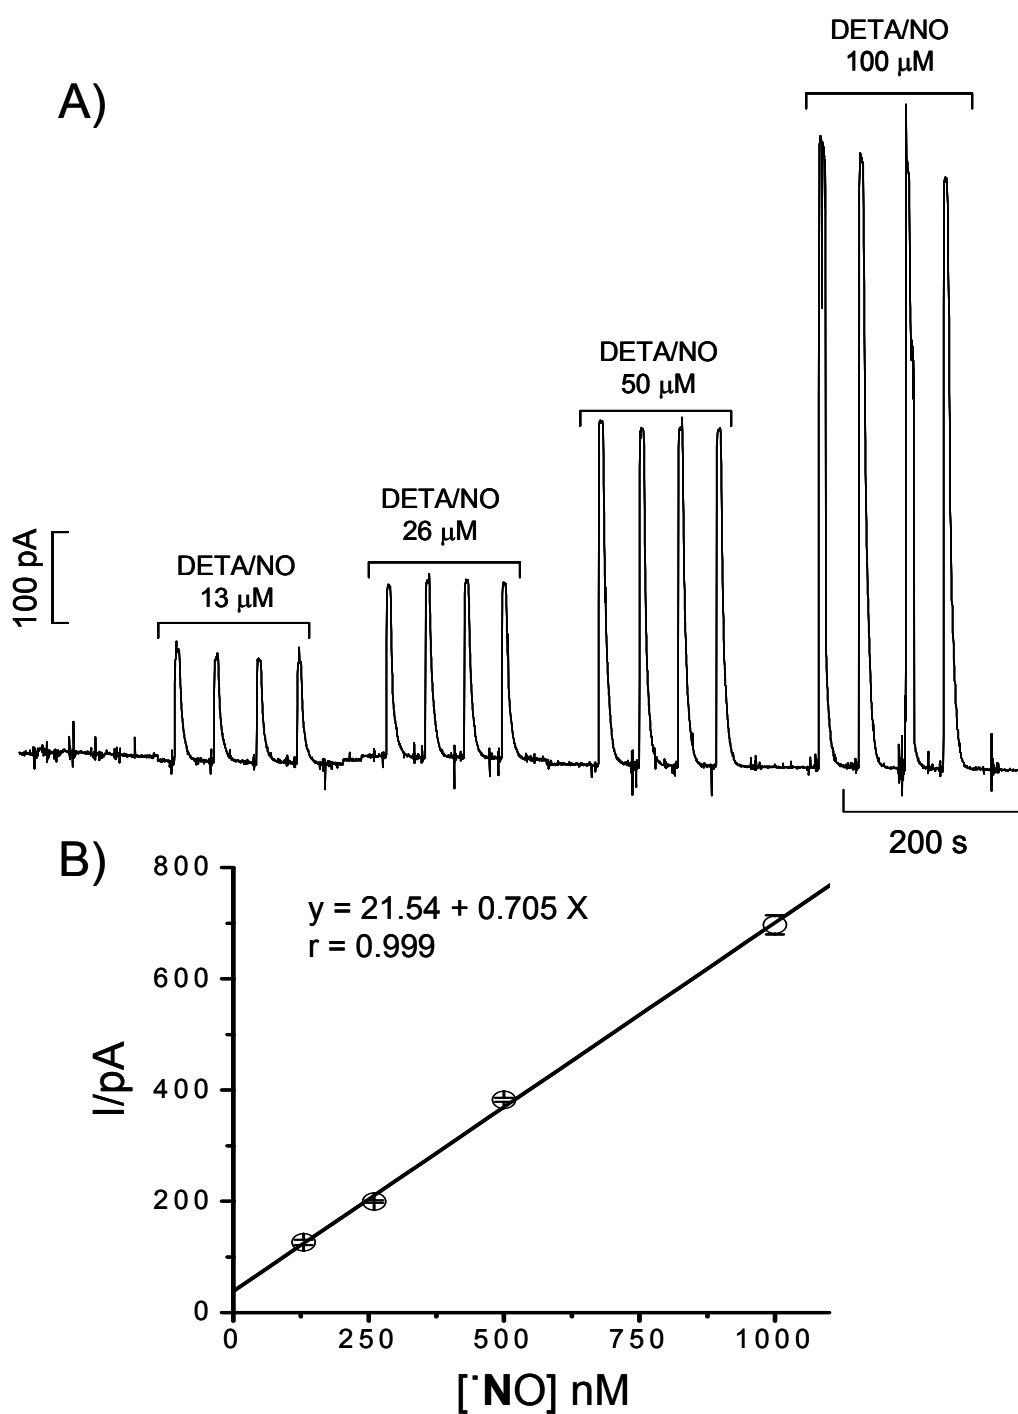 A)
DETA/NO
100 μM
DETA/NO
50 μM
DETA/NO
26 μM
DETA/NO
13 μM
100 pA
200 s
B)
y = 21.54 + 0.705 X
r = 0.999
800
600
400
200
0
I/pA
0 250 500 750 1000
[˙NO] nM